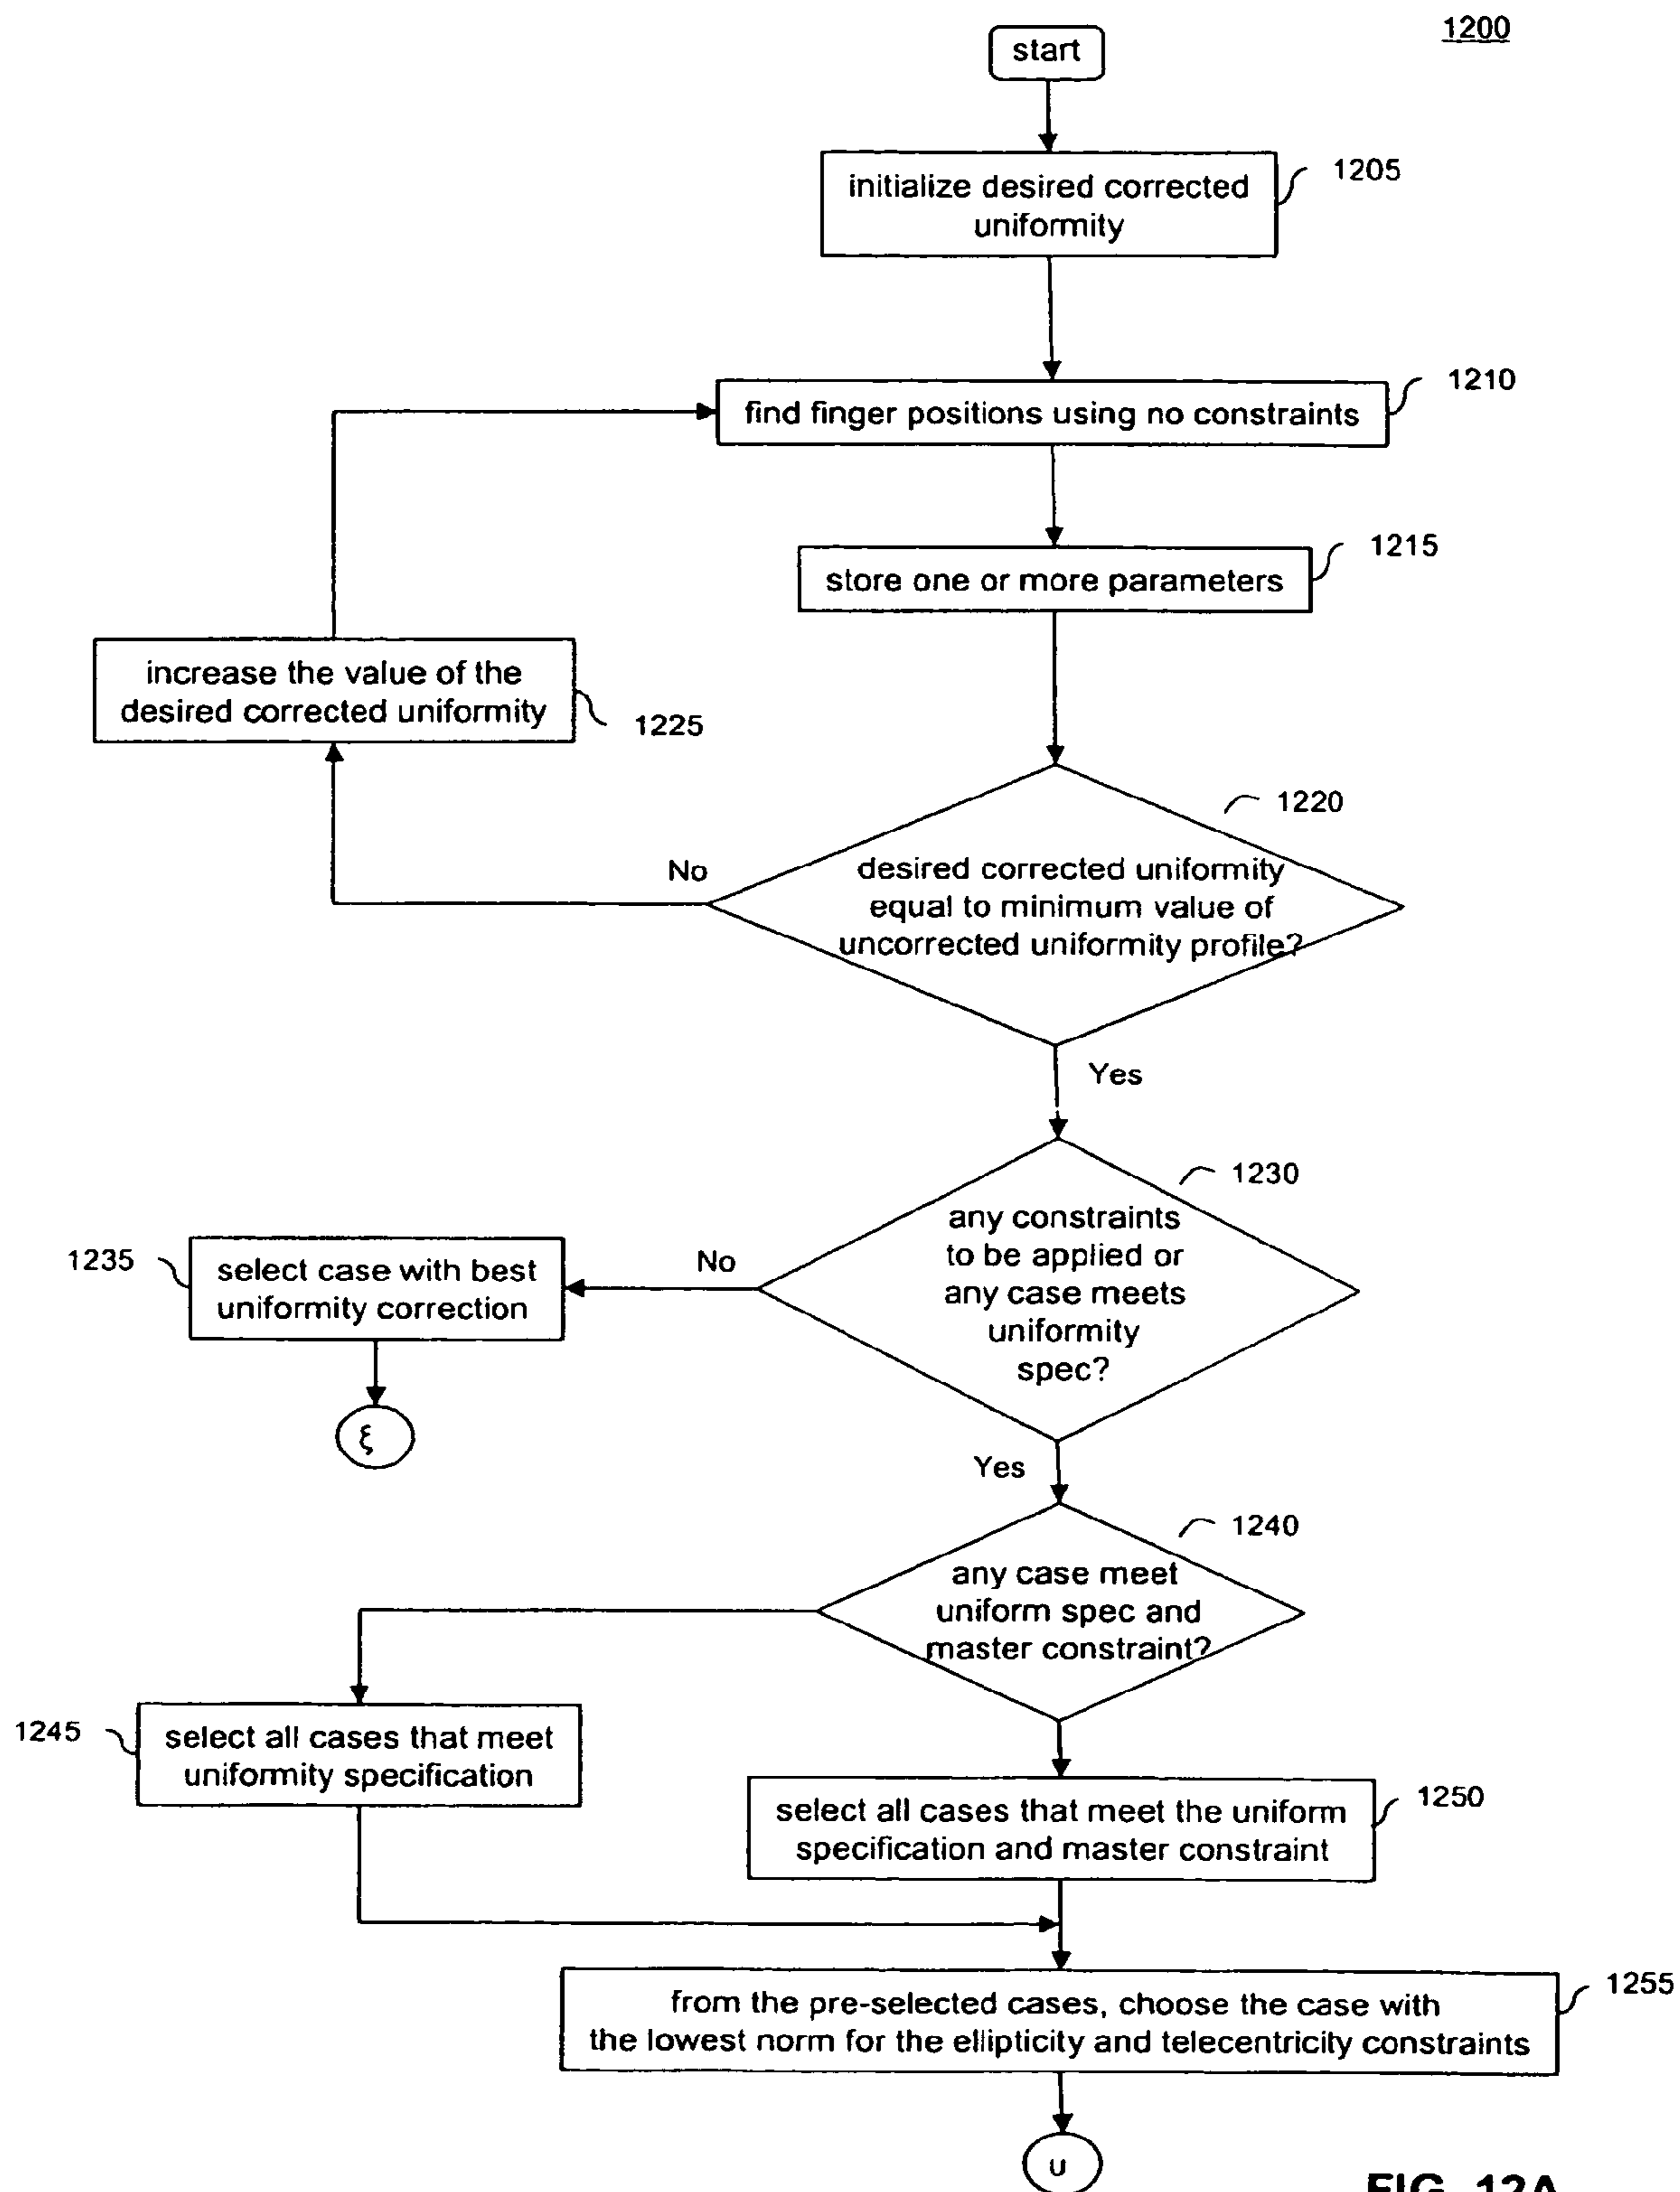 1200
start
initialize desired corrected
uniformity
1205
find finger positions using no constraints
1210
store one or more parameters
1215
increase the value of the
desired corrected uniformity
1225
1220
No
desired corrected uniformity
equal to minimum value of
uncorrected uniformity profile?
Yes
1230
any constraints
to be applied or
any case meets
uniformity
spec?
No
1235
select case with best
uniformity correction
ξ
Yes
1240
any case meet
uniform spec and
master constraint?
1245
select all cases that meet
uniformity specification
select all cases that meet the uniform
specification and master constraint
1250
from the pre-selected cases, choose the case with
the lowest norm for the ellipticity and telecentricity constraints
1255
υ
FIG. 12A